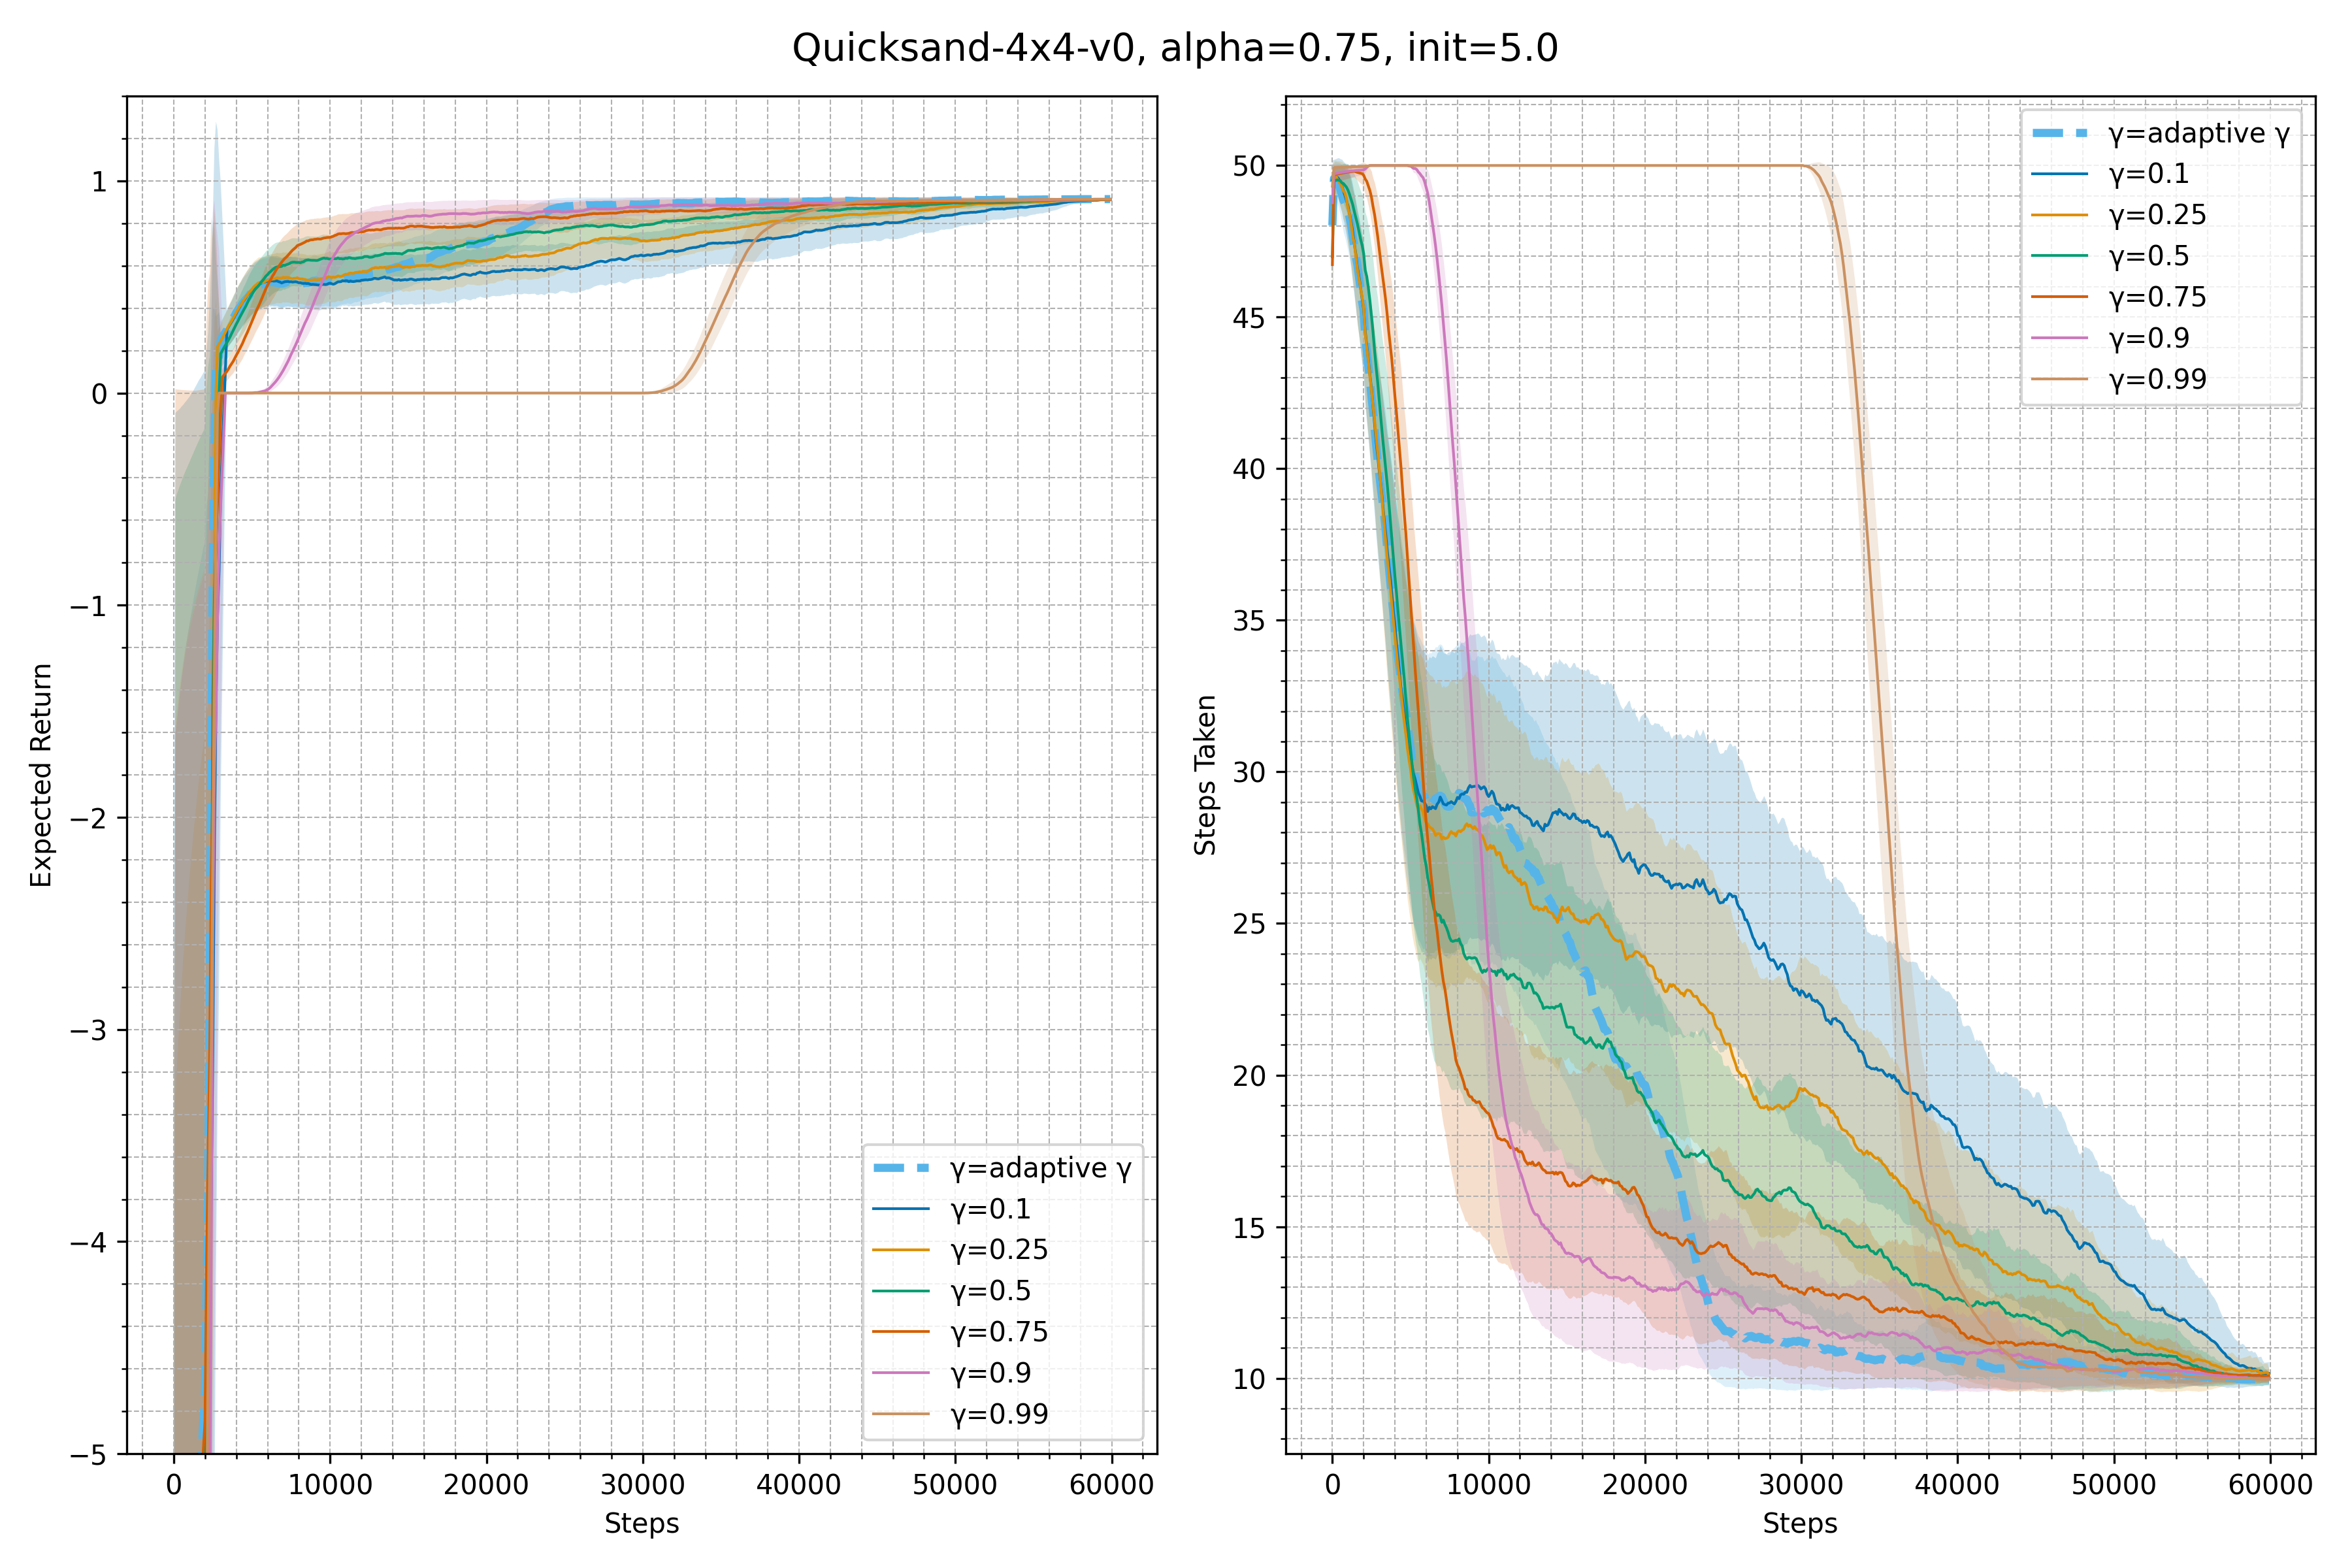 Quicksand-4x4-v0, alpha=0.75, init=5.0
Expected Return
1
0
−1
−2
−3
−4
−5
0 10000 20000 30000 40000 50000 60000
Steps
γ=adaptive γ
γ=0.1
γ=0.25
γ=0.5
γ=0.75
γ=0.9
γ=0.99
Steps Taken
50
45
40
35
30
25
20
15
10
0 10000 20000 30000 40000 50000 60000
Steps
γ=adaptive γ
γ=0.1
γ=0.25
γ=0.5
γ=0.75
γ=0.9
γ=0.99